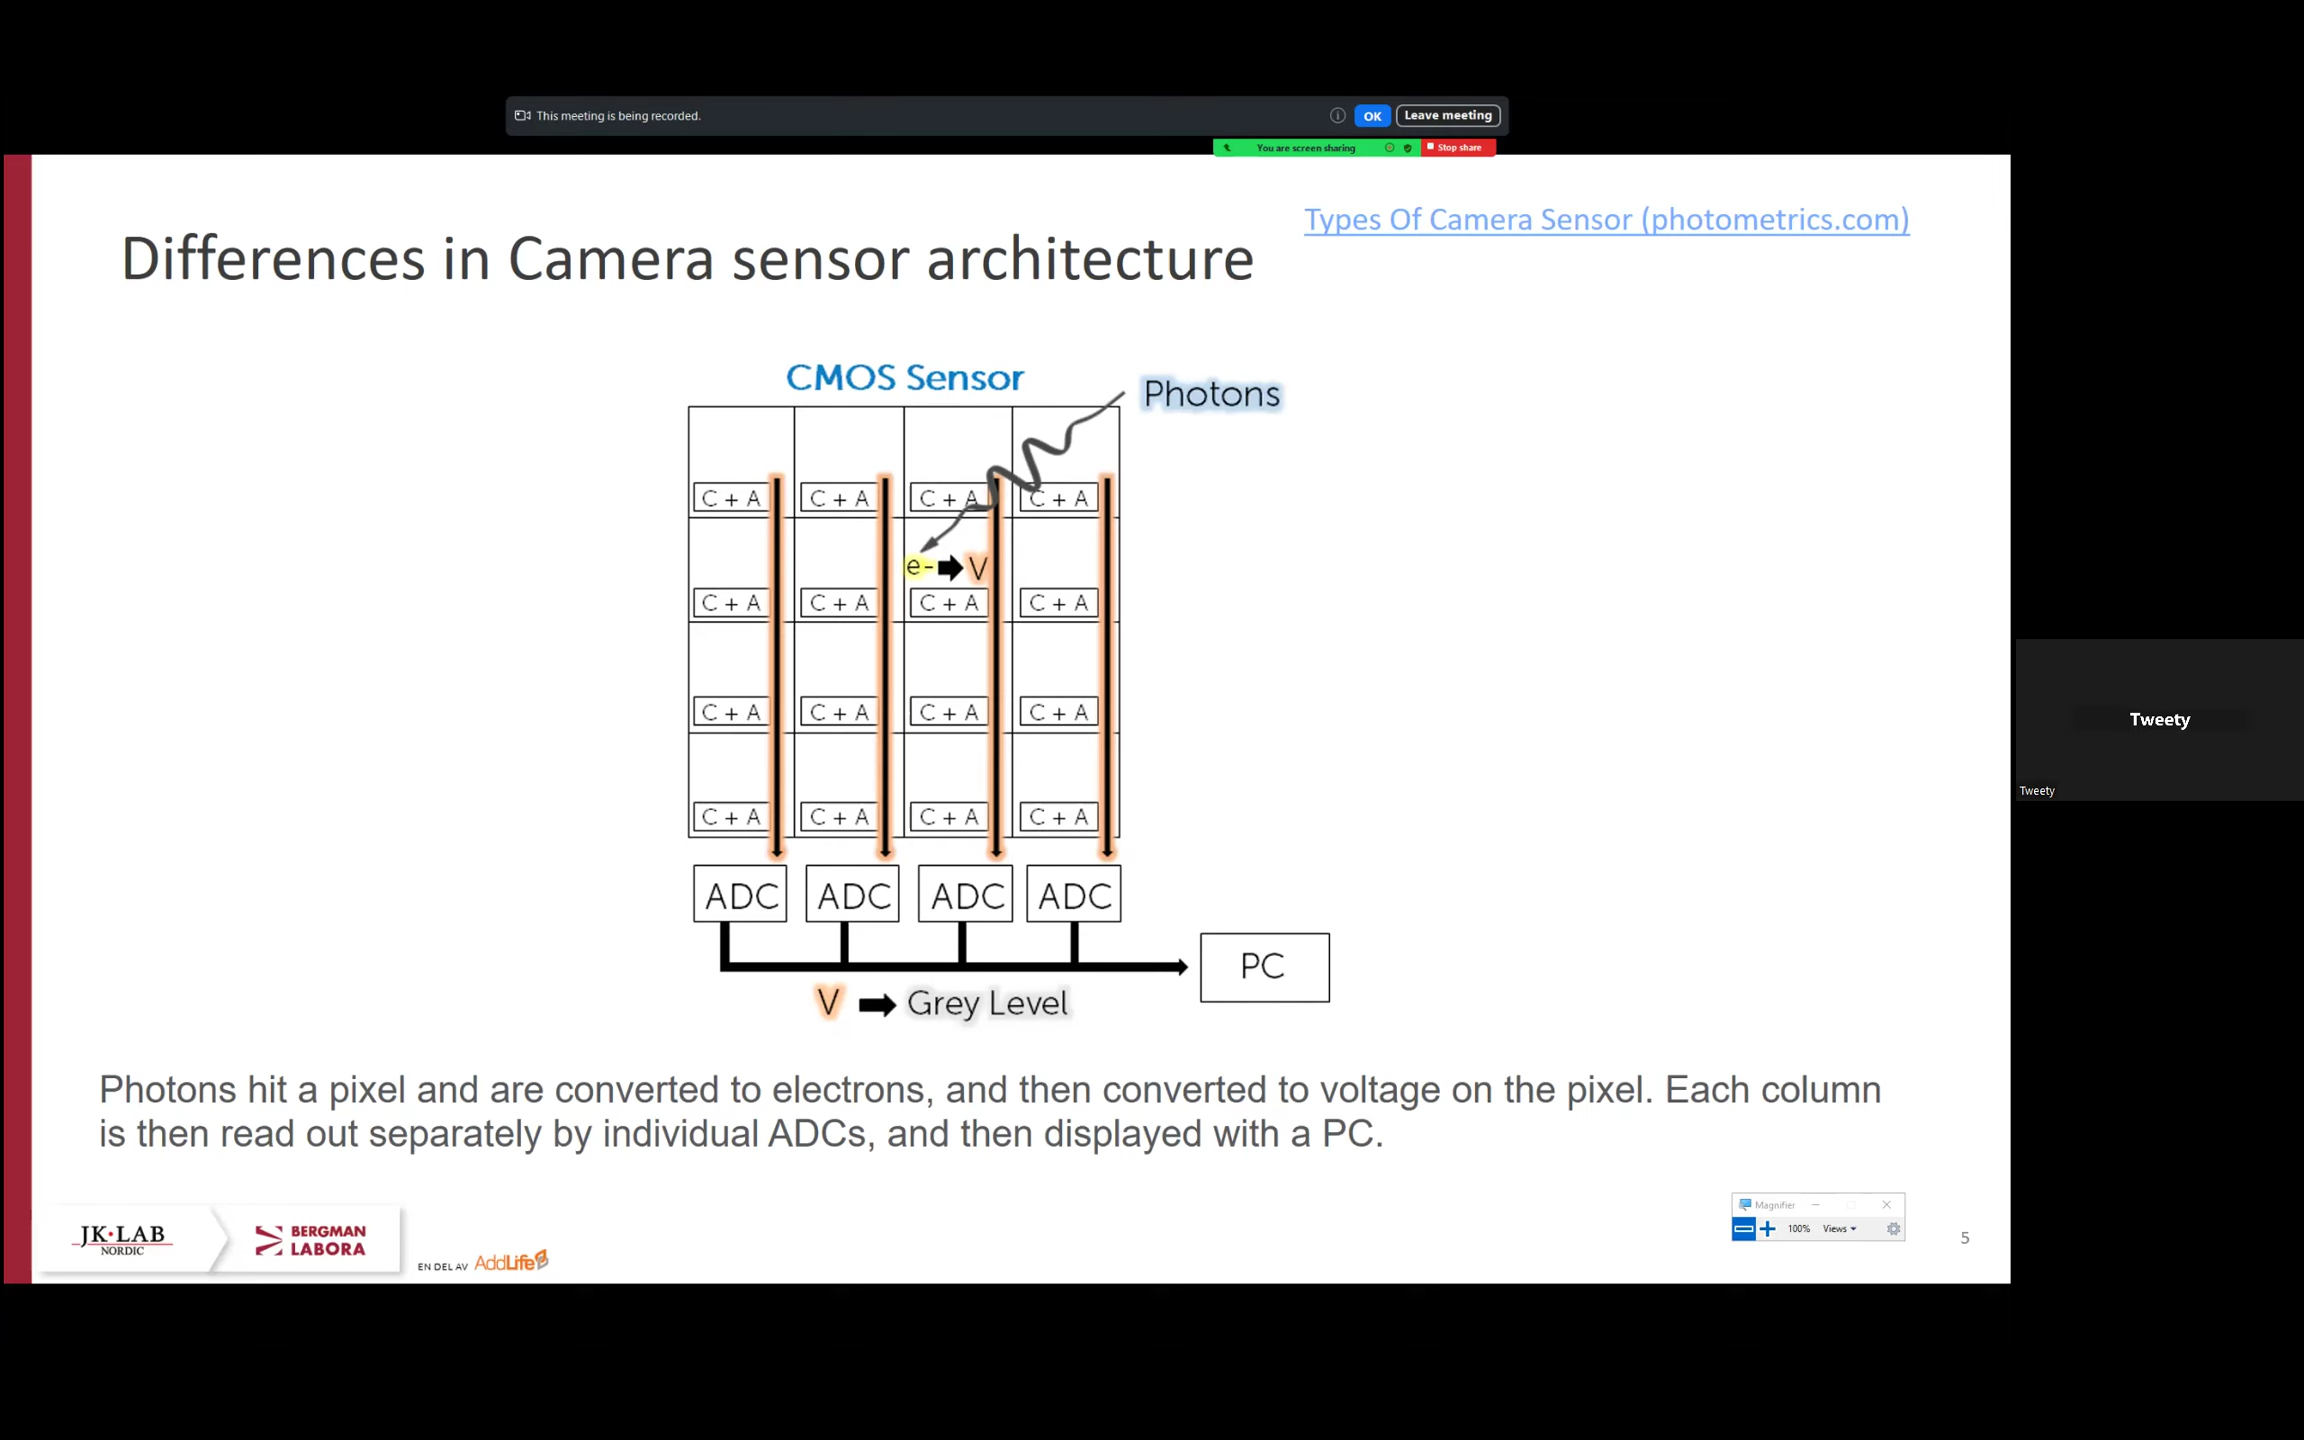 This meeting is being recorded.
OK
Leave meeting
You are screen sharing
Stop share
Types Of Camera Sensor (photometrics.com)
Differences in Camera sensor architecture
CMOS Sensor
Photons
C + A C + A C + A C + A
e- V
C + A C + A C + A C + A
C + A C + A C + A C + A
C + A C + A C + A C + A
ADC ADC ADC ADC
PC
V Grey Level
Photons hit a pixel and are converted to electrons, and then converted to voltage on the pixel. Each column
is then read out separately by individual ADCs, and then displayed with a PC.
JK·LAB
NORDIC
BERGMAN
LABORA
EN DEL AV AddLife
Magnifier
100% Views
5
Tweety
Tweety